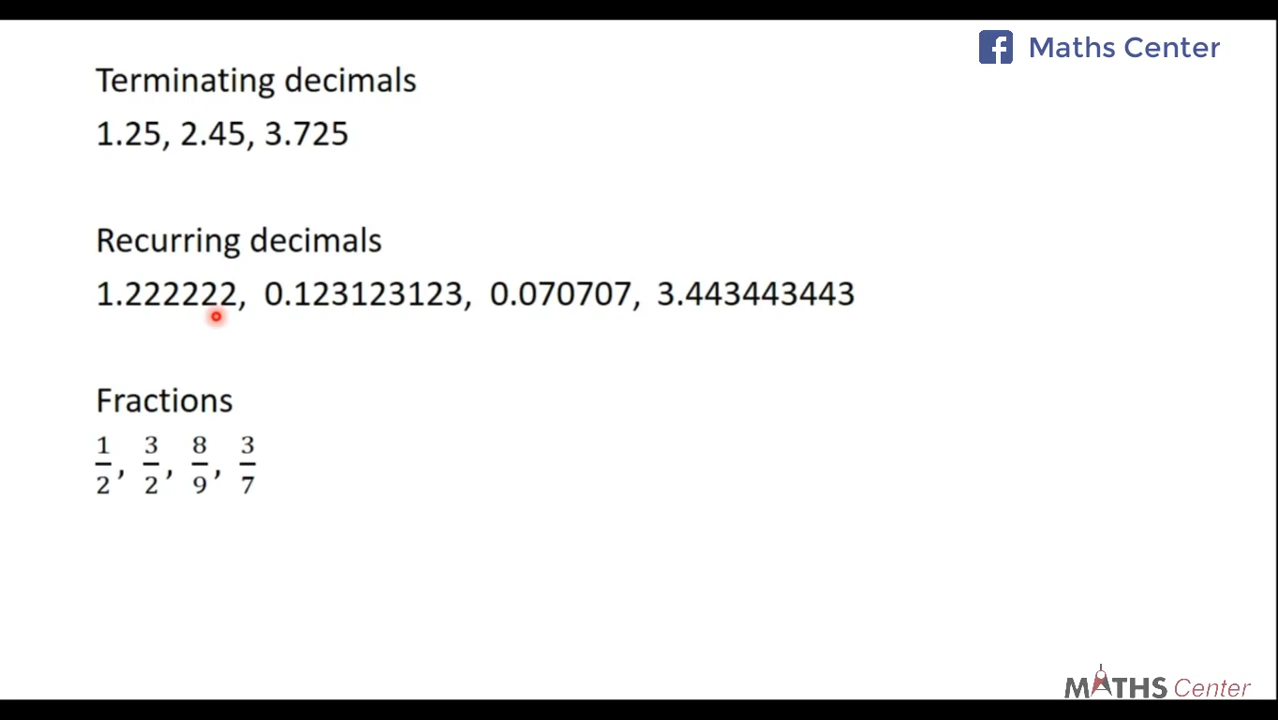 Maths Center
Terminating decimals
1.25, 2.45, 3.725
Recurring decimals
1.222222, 0.123123123, 0.070707, 3.443443443
Fractions
1/2, 3/2, 8/9, 3/7
MATHS Center